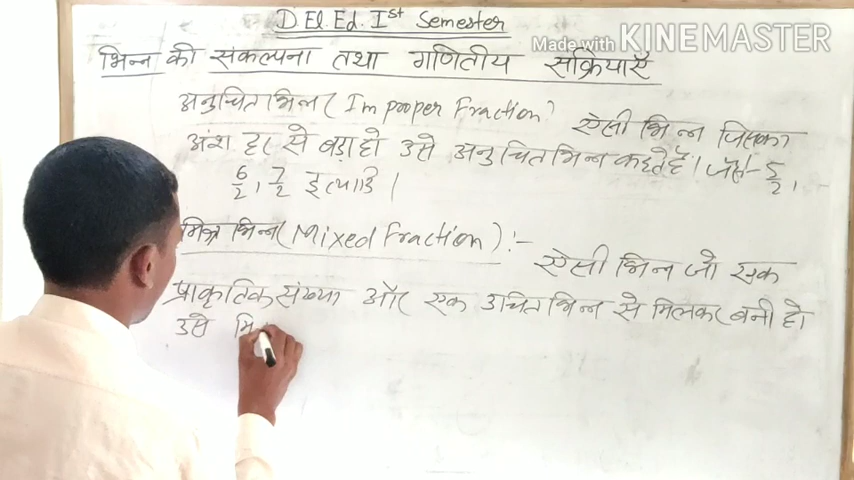 D El. Ed. Ist Semester
Made with KINEMASTER
भिन्न की संकल्पना तथा गणितीय संक्रियाएँ
अनुचित भिन्न (Impooper Fraction)
ऐसी भिन्न जिसका
अंश हर से बड़ा हो उसे अनुचित भिन्न कहते हैं। जैसे- 5/2,
6/2, 7/2 इत्यादि।
मिश्र भिन्न (Mixed Fraction) :-
ऐसी भिन्न जो एक
प्राकृतिक संख्या और एक उचित भिन्न से मिलकर बनी हो
उसे मि